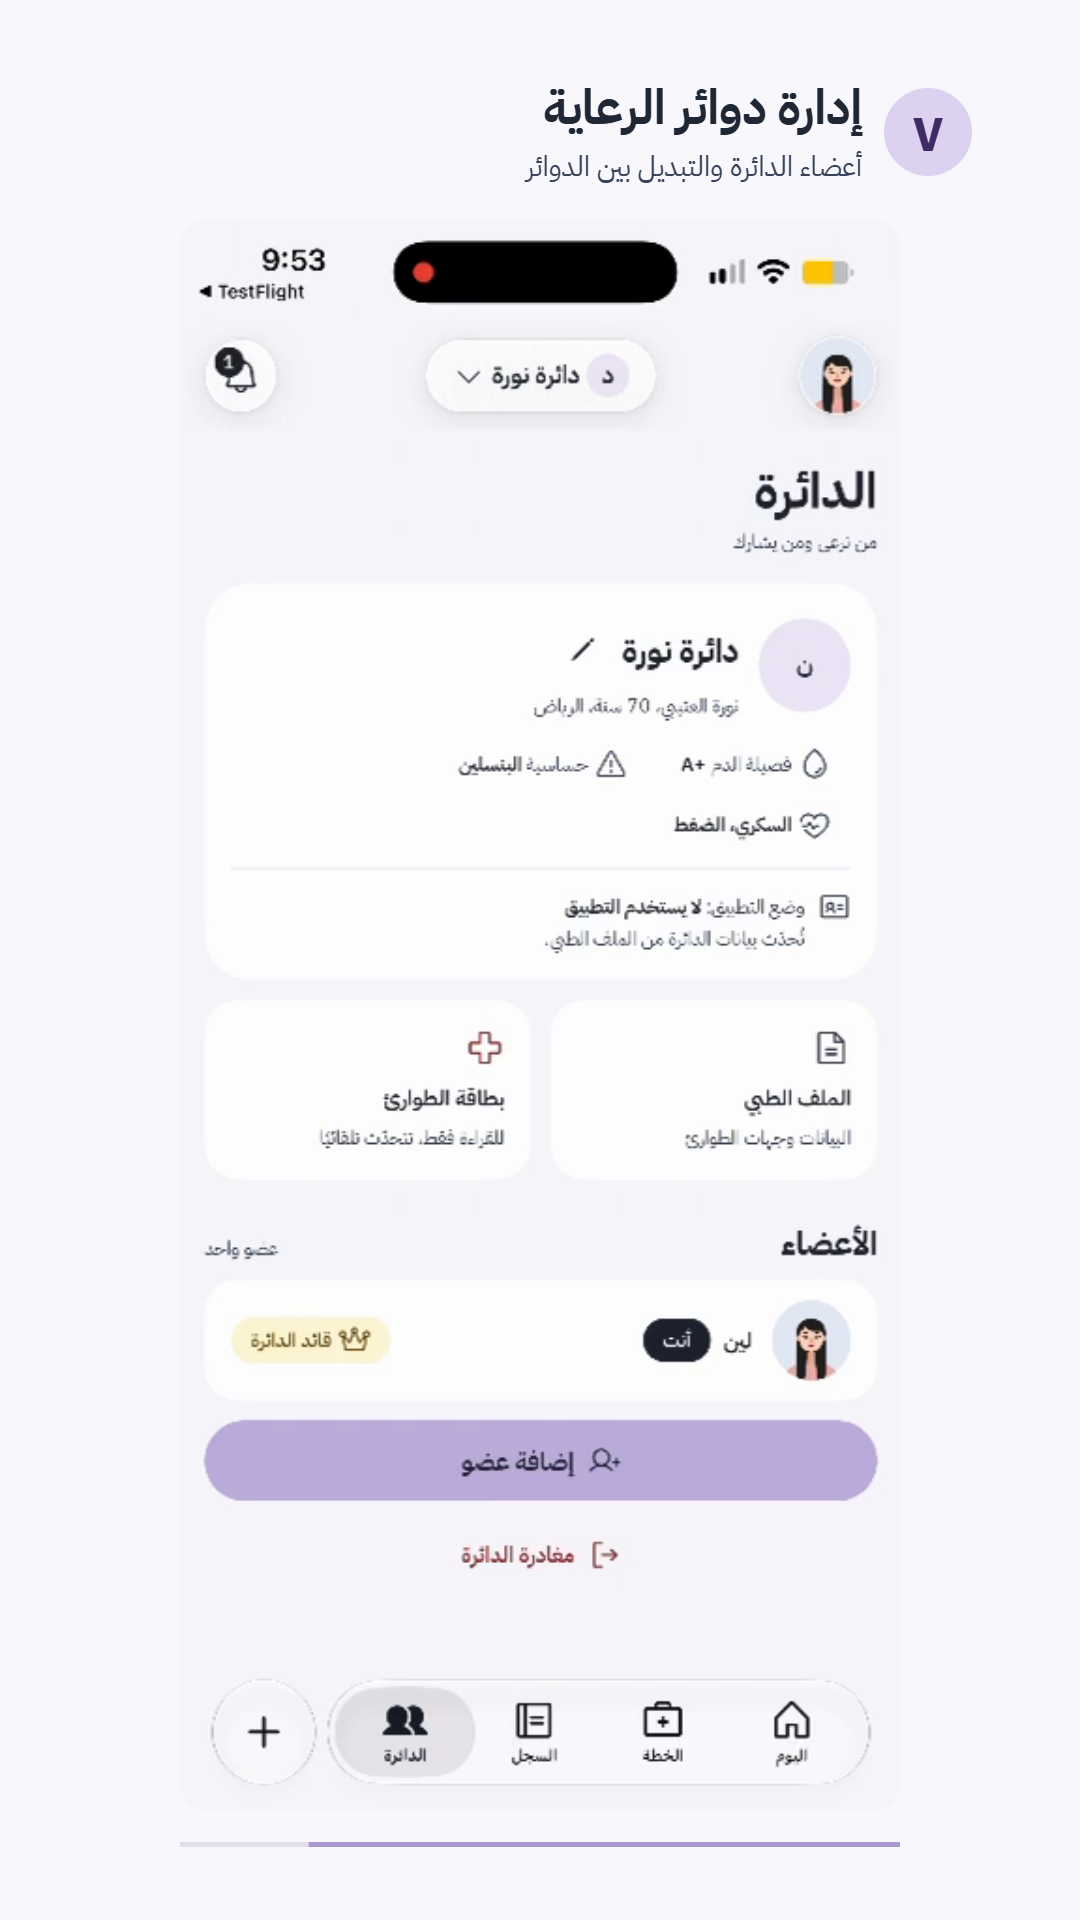 ٧
إدارة دوائر الرعاية
أعضاء الدائرة والتبديل بين الدوائر
9:53
◀ TestFlight
1
د دائرة نورة
الدائرة
من نرعى ومن يشارك
ن
دائرة نورة
نورة العتيبي، 70 سنة، الرياض
فصيلة الدم A+
حساسية البنسلين
السكري، الضغط
وضع التطبيق: لا يستخدم التطبيق
تُحدّث بيانات الدائرة من الملف الطبي.
الملف الطبي
البيانات وجهات الطوارئ
بطاقة الطوارئ
للقراءة فقط، تتحدّث تلقائيًا
الأعضاء
عضو واحد
لين
أنت
قائد الدائرة
إضافة عضو
مغادرة الدائرة
اليوم
الخطة
السجل
الدائرة